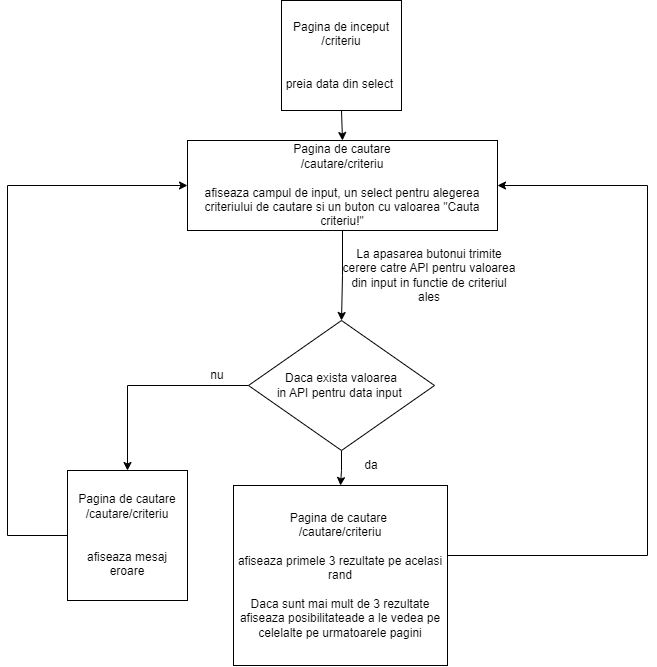 Pagina de inceput
/criteriu
preia data din select
Pagina de cautare
/cautare/criteriu
afiseaza campul de input, un select pentru alegerea
criteriului de cautare si un buton cu valoarea "Cauta
criteriu!"
La apasarea butonui trimite
cerere catre API pentru valoarea
din input in functie de criteriul
ales
Daca exista valoarea
in API pentru data input
nu
da
Pagina de cautare
/cautare/criteriu
afiseaza mesaj
eroare
Pagina de cautare
/cautare/criteriu
afiseaza primele 3 rezultate pe acelasi
rand
Daca sunt mai mult de 3 rezultate
afiseaza posibilitateade a le vedea pe
celelalte pe urmatoarele pagini